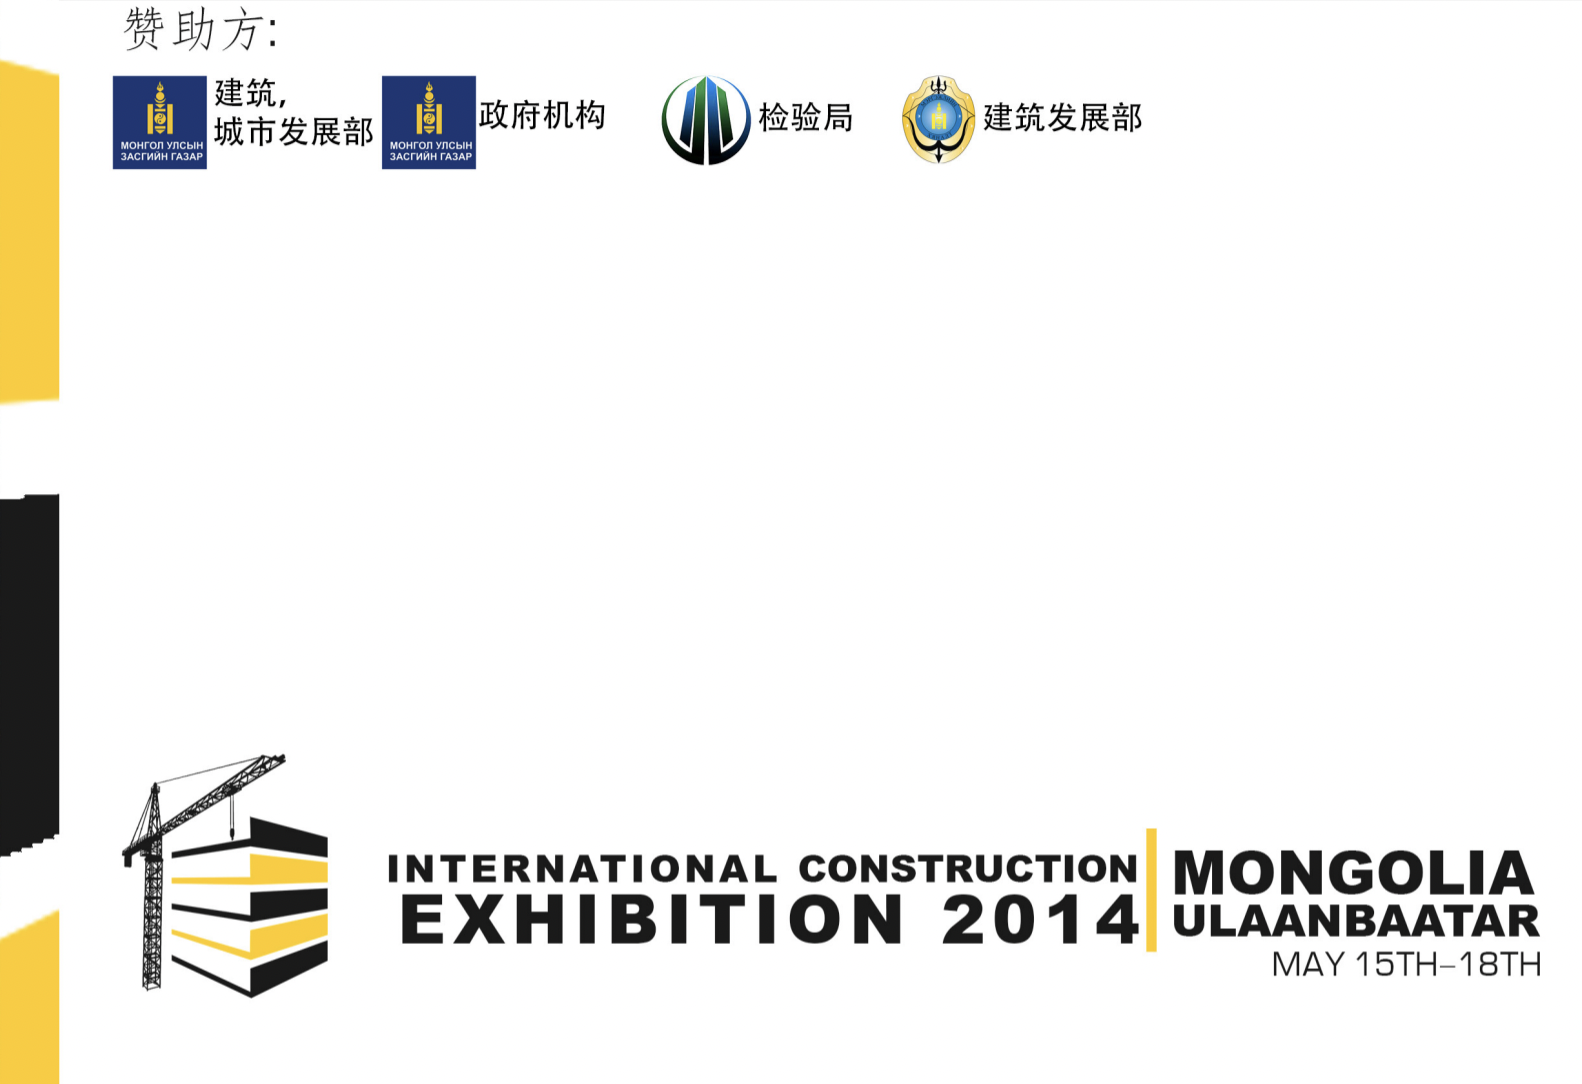 赞助方:
建筑,
城市发展部
МОНГОЛ УЛСЫН
ЗАСГИЙН ГАЗАР
政府机构
МОНГОЛ УЛСЫН
ЗАСГИЙН ГАЗАР
检验局
建筑发展部
INTERNATIONAL CONSTRUCTION
EXHIBITION 2014
MONGOLIA
ULAANBAATAR
MAY 15TH–18TH